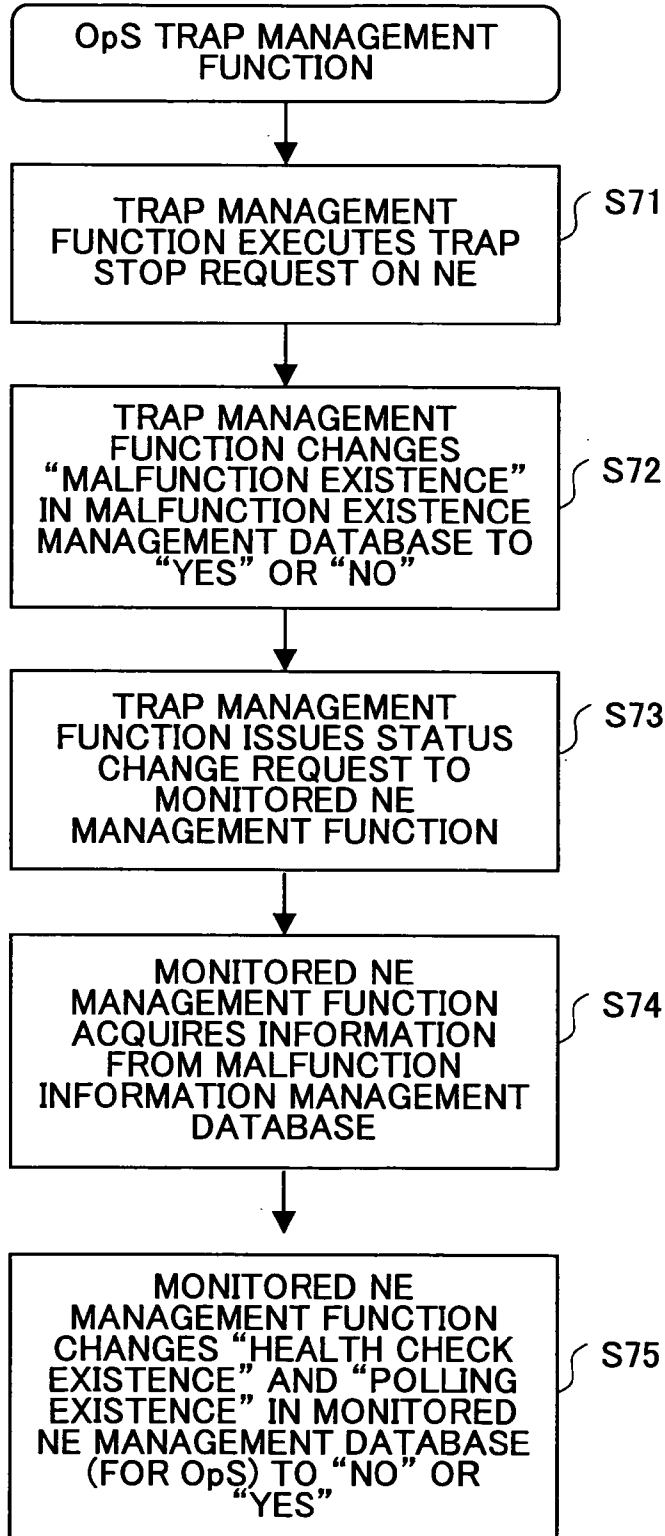 OpS TRAP MANAGEMENT
FUNCTION
TRAP MANAGEMENT
FUNCTION EXECUTES TRAP
STOP REQUEST ON NE
S71
TRAP MANAGEMENT
FUNCTION CHANGES
“MALFUNCTION EXISTENCE”
IN MALFUNCTION EXISTENCE
MANAGEMENT DATABASE TO
“YES” OR “NO”
S72
TRAP MANAGEMENT
FUNCTION ISSUES STATUS
CHANGE REQUEST TO
MONITORED NE
MANAGEMENT FUNCTION
S73
MONITORED NE
MANAGEMENT FUNCTION
ACQUIRES INFORMATION
FROM MALFUNCTION
INFORMATION MANAGEMENT
DATABASE
S74
MONITORED NE
MANAGEMENT FUNCTION
CHANGES “HEALTH CHECK
EXISTENCE” AND “POLLING
EXISTENCE” IN MONITORED
NE MANAGEMENT DATABASE
(FOR OpS) TO “NO” OR
“YES”
S75